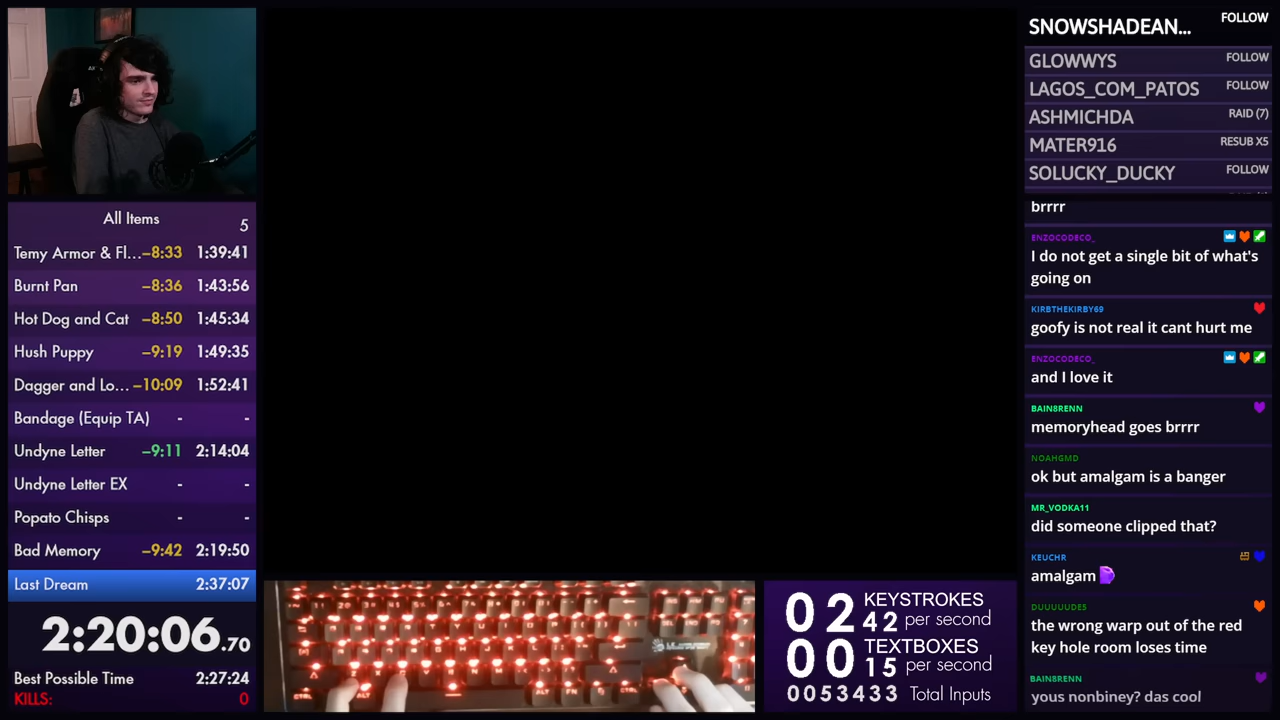 All Items
5
Temy Armor & Fl... −8:33 1:39:41
Burnt Pan −8:36 1:43:56
Hot Dog and Cat −8:50 1:45:34
Hush Puppy −9:19 1:49:35
Dagger and Lo... −10:09 1:52:41
Bandage (Equip TA) - -
Undyne Letter −9:11 2:14:04
Undyne Letter EX - -
Popato Chisps - -
Bad Memory −9:42 2:19:50
Last Dream 2:37:07
2:20:06.70
Best Possible Time 2:27:24
KILLS: 0
02 42 KEYSTROKES per second
00 15 TEXTBOXES per second
0053433 Total Inputs
SNOWSHADEAN... FOLLOW
GLOWWYS FOLLOW
LAGOS_COM_PATOS FOLLOW
ASHMICHDA RAID (7)
MATER916 RESUB X5
SOLUCKY_DUCKY FOLLOW
brrrr
ENZOCODECO_
I do not get a single bit of what's
going on
KIRBTHEKIRBY69
goofy is not real it cant hurt me
ENZOCODECO_
and I love it
BAIN8RENN
memoryhead goes brrrr
NOAHGMD
ok but amalgam is a banger
MR_VODKA11
did someone clipped that?
KEUCHR
amalgam
DUUUUUDE5
the wrong warp out of the red
key hole room loses time
BAIN8RENN
yous nonbiney? das cool